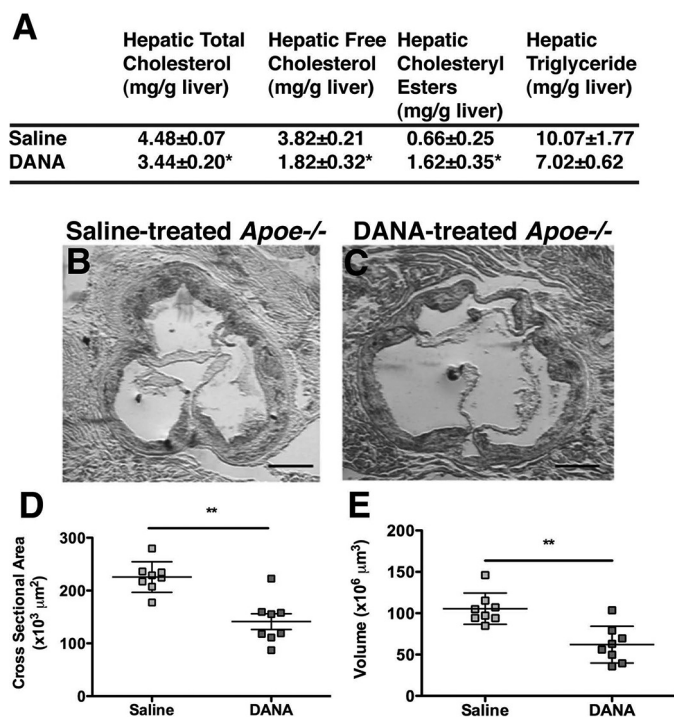 A
Hepatic Total Cholesterol (mg/g liver)
Hepatic Free Cholesterol (mg/g liver)
Hepatic Cholesteryl Esters (mg/g liver)
Hepatic Triglyceride (mg/g liver)
Saline 4.48±0.07 3.82±0.21 0.66±0.25 10.07±1.77
DANA 3.44±0.20* 1.82±0.32* 1.62±0.35* 7.02±0.62
Saline-treated Apoe-/-
DANA-treated Apoe-/-
B
C
D
**
Cross Sectional Area
(x10³ μm²)
300
200
100
0
Saline DANA
E
**
Volume (x10⁶ μm³)
200
150
100
50
0
Saline DANA